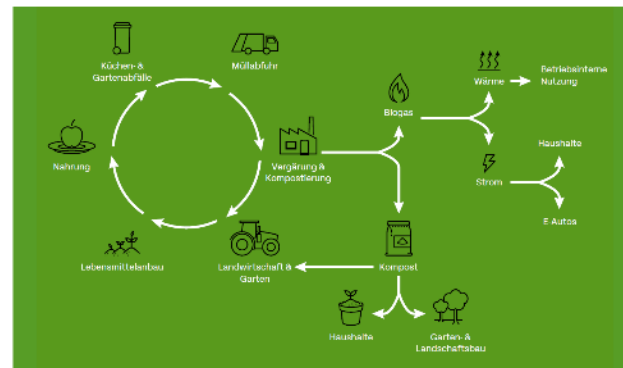 Küchen- &
Gartenabfälle
Müllabfuhr
Nahrung
Vergärung &
Kompostierung
Lebensmittelanbau
Landwirtschaft &
Garten
Biogas
Wärme
Betriebsinterne
Nutzung
Strom
Haushalte
E-Autos
Kompost
Haushalte
Garten- &
Landschaftsbau